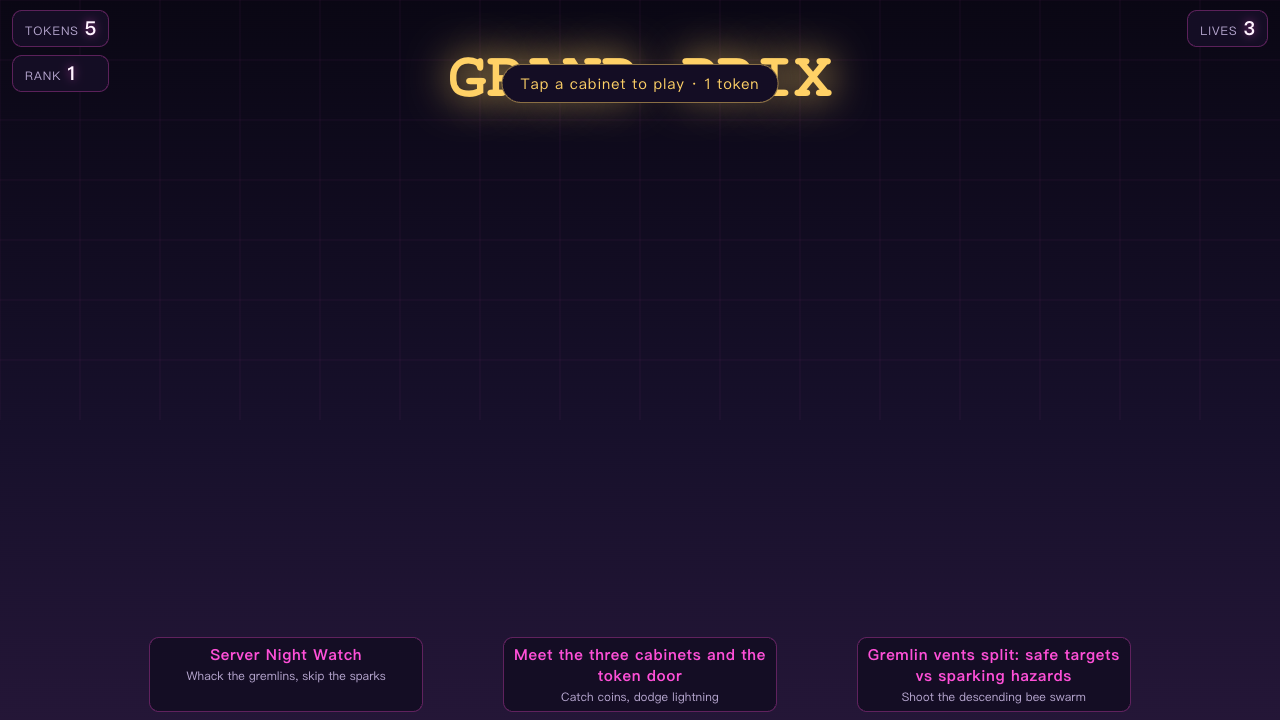 TOKENS 5
LIVES 3
RANK 1
Tap a cabinet to play · 1 token
Server Night Watch
Whack the gremlins, skip the sparks
Meet the three cabinets and the
token door
Catch coins, dodge lightning
Gremlin vents split: safe targets
vs sparking hazards
Shoot the descending bee swarm